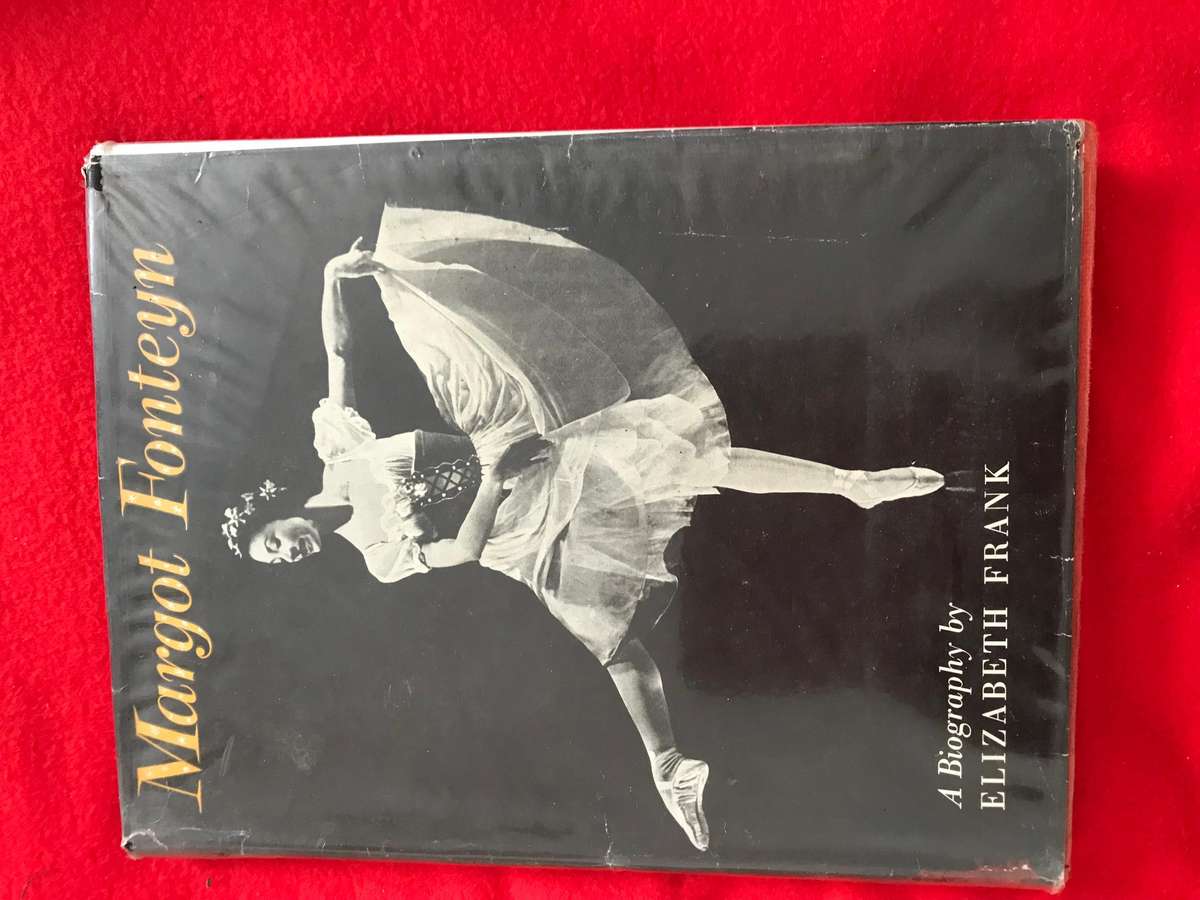 Margot Fonteyn
A Biography by
ELIZABETH FRANK